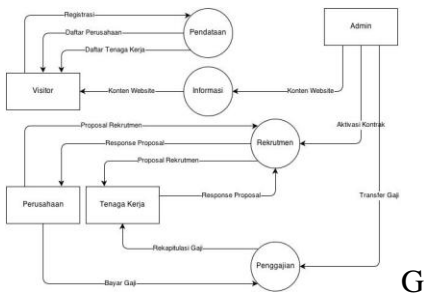 Registrasi
Daftar Perusahaan
Pendataan
Admin
Daftar Tenaga Kerja
Visitor
Konten Website
Informasi
Konten Website
Proposal Rekrutmen
Aktivasi Kontrak
Response Proposal
Rekrutmen
Proposal Rekrutmen
Perusahaan
Tenaga Kerja
Response Proposal
Transfer Gaji
Rekapitulasi Gaji
Penggajian
Bayar Gaji
G